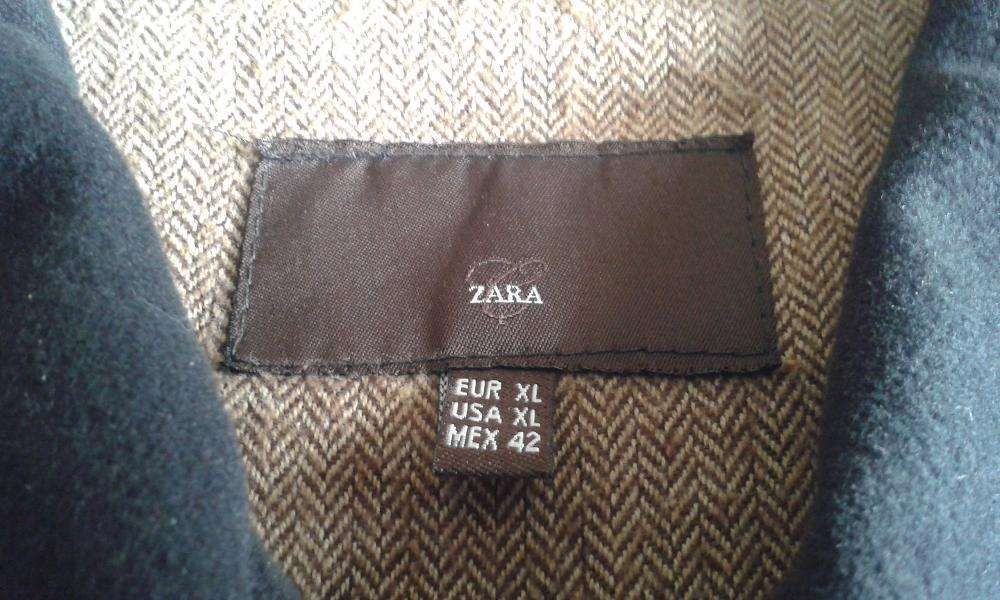 ZARA
EUR XL
USA XL
MEX 42